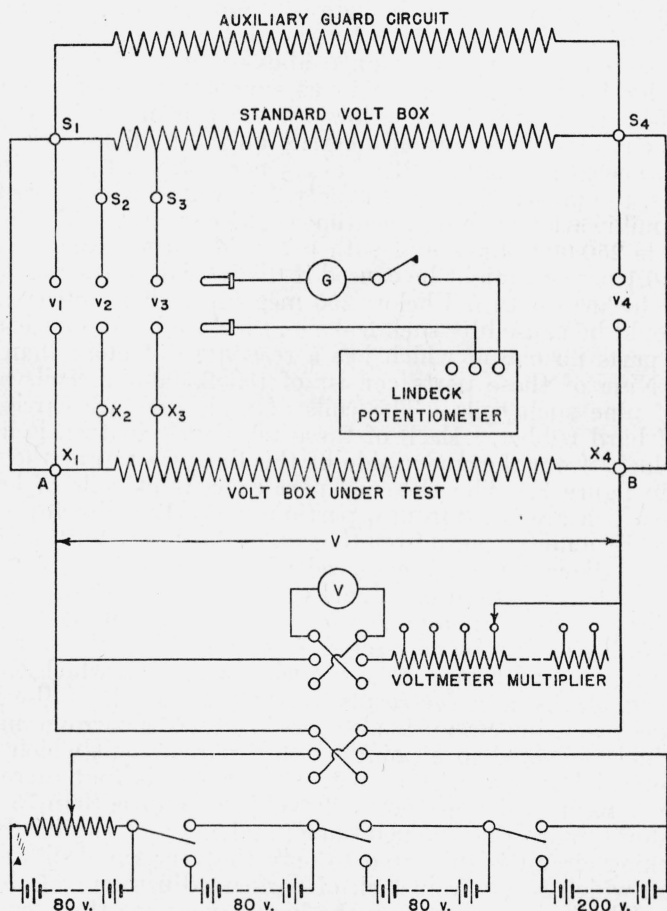 AUXILIARY GUARD CIRCUIT
S1 STANDARD VOLT BOX S4
S2 S3
G
v1 v2 v3 v4
LINDECK
POTENTIOMETER
X2 X3
X1 X4
A B
VOLT BOX UNDER TEST
V
V
VOLTMETER MULTIPLIER
80 v. 80 v. 80 v. 200 v.